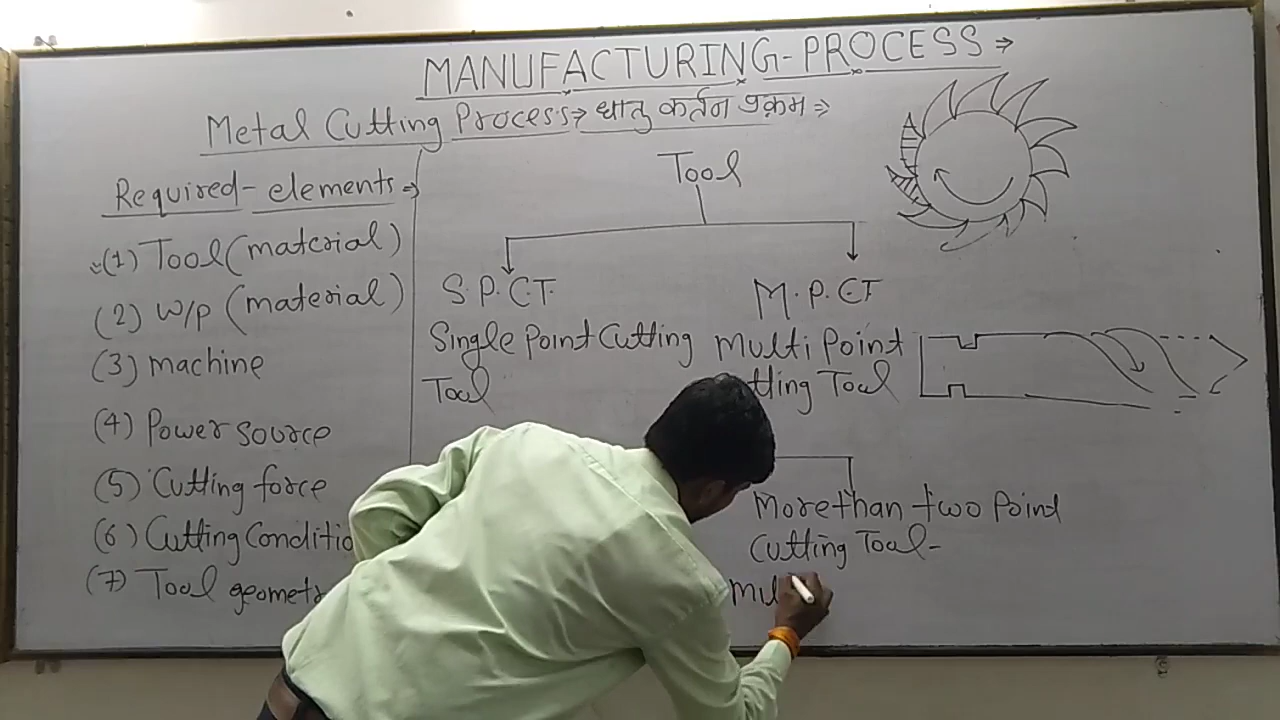 MANUFACTURING-PROCESS ⇒
Metal Cutting Process ⇒ धातु कर्तन प्रक्रम ⇒
Required - elements ⇒
(1) Tool (material)
(2) W/P (material)
(3) machine
(4) Power source
(5) Cutting force
(6) Cutting Conditio
(7) Tool geomet
Tool
S.P.C.T.
Single Point Cutting
Tool
M.P.CT
Multi Point
tting Tool
More than two Point
Cutting Tool-
Mul